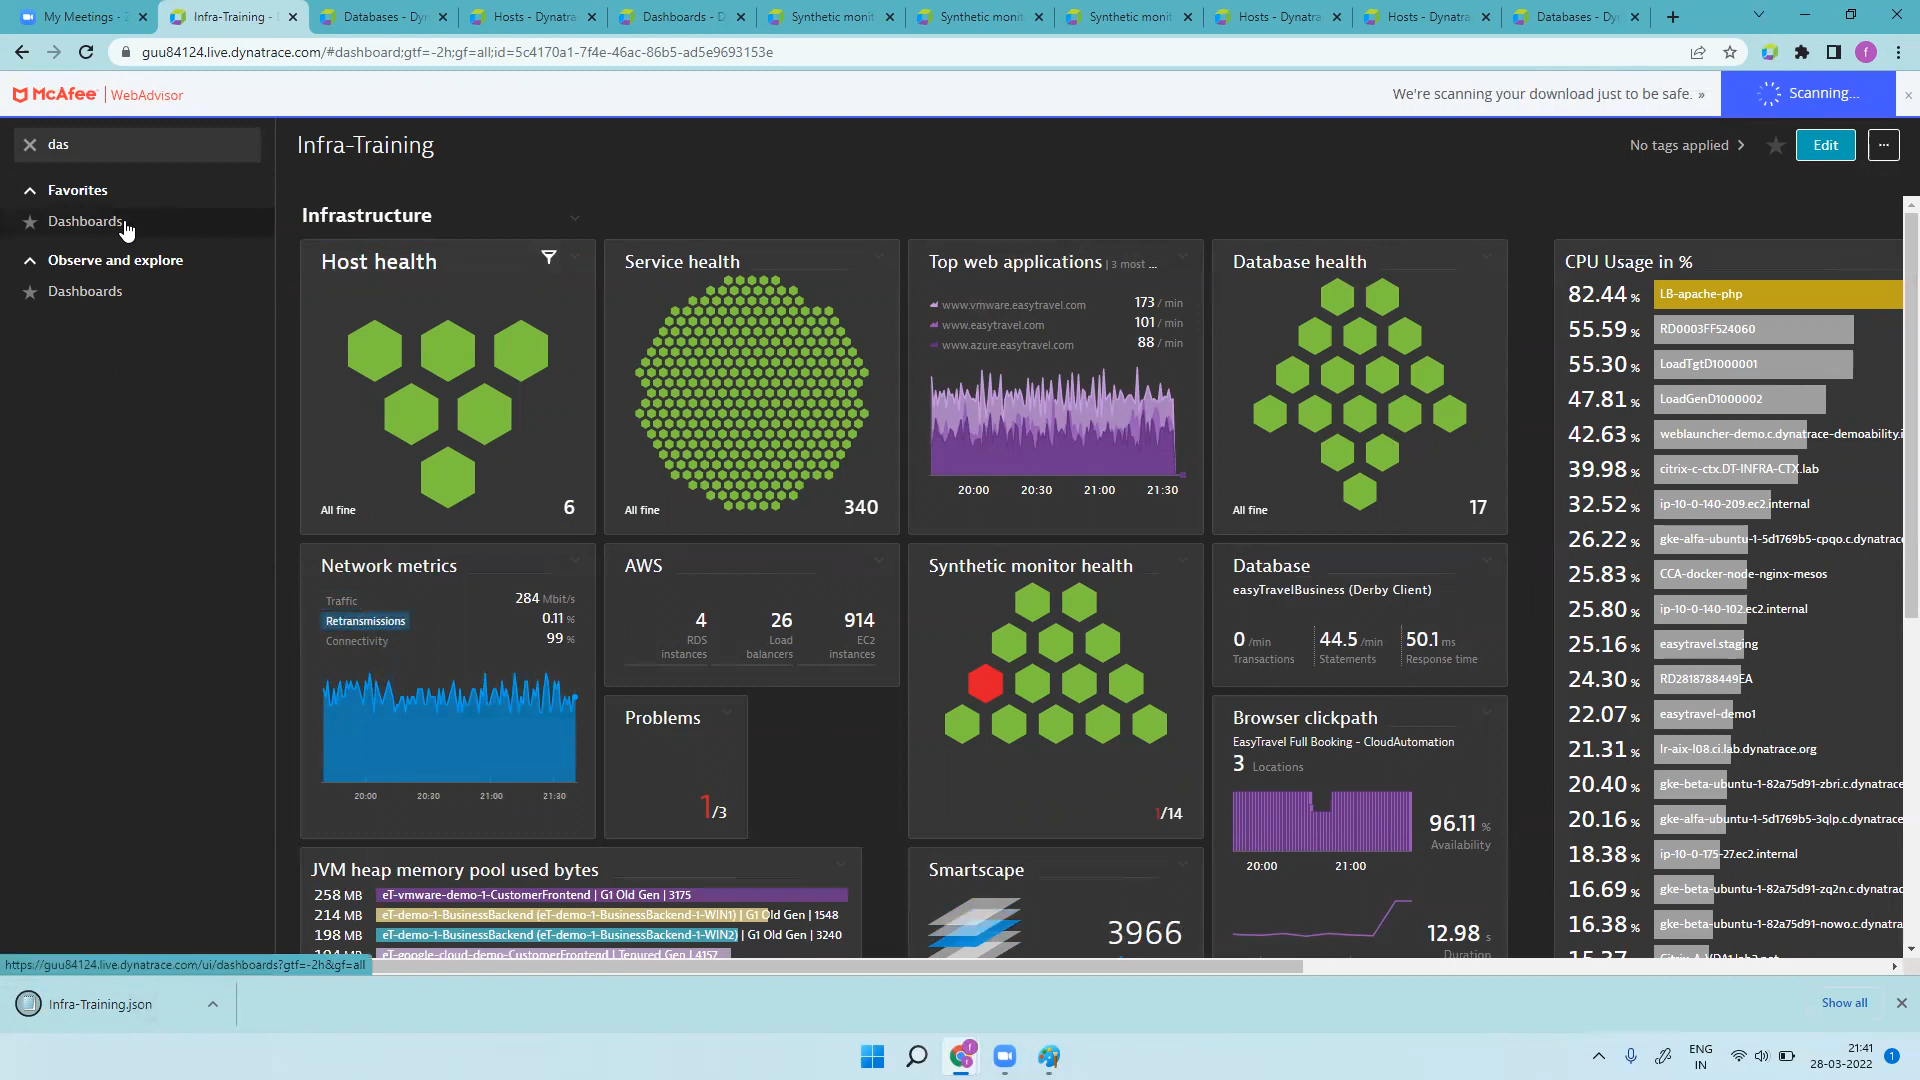 My Meetings - Z
Infra-Training -
Databases - Dy
Hosts - Dynatra
Dashboards - D
Synthetic monit
Synthetic monit
Synthetic monit
Hosts - Dynatra
Hosts - Dynatra
Databases - Dy
guu84124.live.dynatrace.com/#dashboard;gtf=-2h;gf=all;id=5c4170a1-7f4e-46ac-86b5-ad5e9693153e
f
McAfee | WebAdvisor
We're scanning your download just to be safe. »
Scanning...
das
Favorites
Dashboards
Observe and explore
Dashboards
Infra-Training
No tags applied
Edit
...
Infrastructure
Host health
All fine
6
Service health
All fine
340
Top web applications | 3 most ...
www.vmware.easytravel.com 173 / min
www.easytravel.com 101 / min
www.azure.easytravel.com 88 / min
20:00 20:30 21:00 21:30
Database health
All fine
17
CPU Usage in %
82.44 % LB-apache-php
55.59 % RD0003FF524060
55.30 % LoadTgtD1000001
47.81 % LoadGenD1000002
42.63 % weblauncher-demo.c.dynatrace-demoability.i
39.98 % citrix-c-ctx.DT-INFRA-CTX.lab
32.52 % ip-10-0-140-209.ec2.internal
26.22 % gke-alfa-ubuntu-1-5d1769b5-cpqo.c.dynatrace
25.83 % CCA-docker-node-nginx-mesos
25.80 % ip-10-0-140-102.ec2.internal
25.16 % easytravel.staging
24.30 % RD2818788449EA
22.07 % easytravel-demo1
21.31 % lr-aix-l08.ci.lab.dynatrace.org
20.40 % gke-beta-ubuntu-1-82a75d91-zbri.c.dynatrace
20.16 % gke-alfa-ubuntu-1-5d1769b5-3qlp.c.dynatrace
18.38 % ip-10-0-175-27.ec2.internal
16.69 % gke-beta-ubuntu-1-82a75d91-zq2n.c.dynatrac
16.38 % gke-beta-ubuntu-1-82a75d91-nowo.c.dynatra
Network metrics
Traffic 284 Mbit/s
Retransmissions 0.11 %
Connectivity 99 %
20:00 20:30 21:00 21:30
AWS
4 26 914
RDS Load EC2
instances balancers instances
Problems
1/3
Synthetic monitor health
1/14
Database
easyTravelBusiness (Derby Client)
0 /min 44.5 /min 50.1 ms
Transactions Statements Response time
Browser clickpath
EasyTravel Full Booking - CloudAutomation
3 Locations
96.11 %
Availability
20:00 21:00
12.98 s
Duration
JVM heap memory pool used bytes
258 MB eT-vmware-demo-1-CustomerFrontend | G1 Old Gen | 3175
214 MB eT-demo-1-BusinessBackend (eT-demo-1-BusinessBackend-1-WIN1) | G1 Old Gen | 1548
198 MB eT-demo-1-BusinessBackend (eT-demo-1-BusinessBackend-1-WIN2) | G1 Old Gen | 3240
eT-google-cloud-demo-CustomerFrontend | Tenured Gen | 4157
Smartscape
3966
https://guu84124.live.dynatrace.com/ui/dashboards?gtf=-2h&gf=all
Infra-Training.json
Show all
ENG
IN
21:41
28-03-2022
1